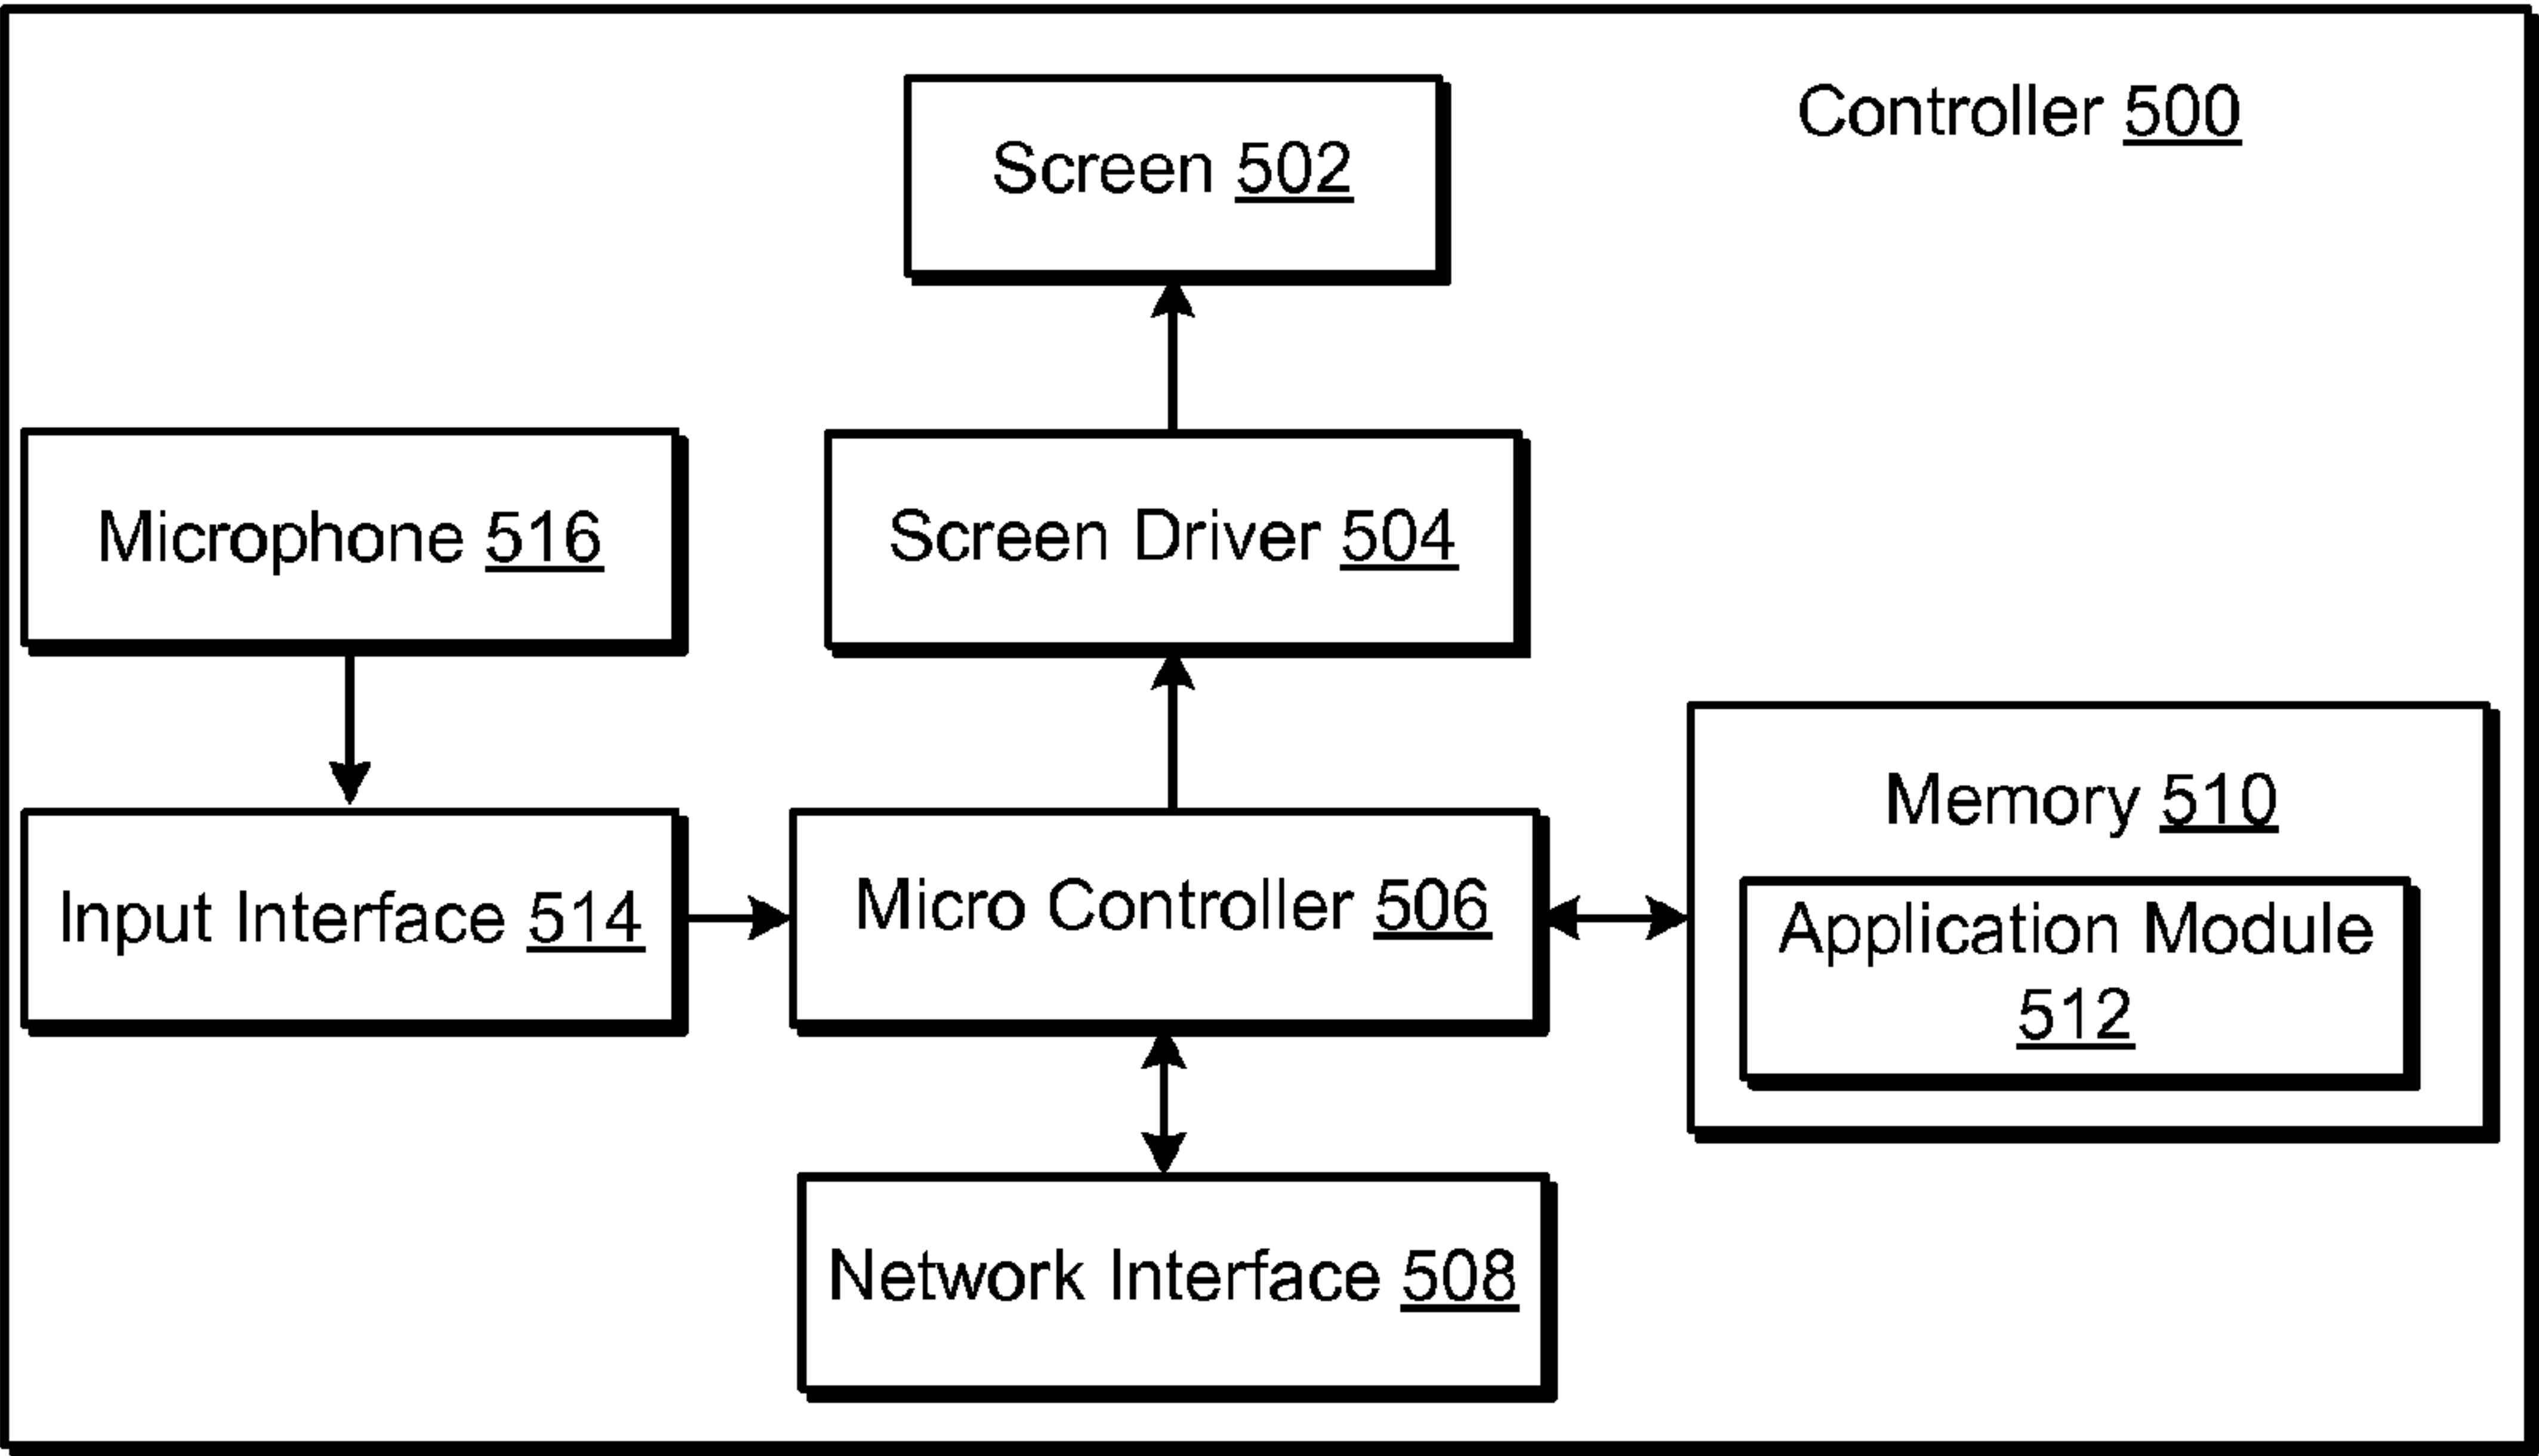 Controller 500
Screen 502
Microphone 516
Screen Driver 504
Memory 510
Input Interface 514
Micro Controller 506
Application Module
512
Network Interface 508